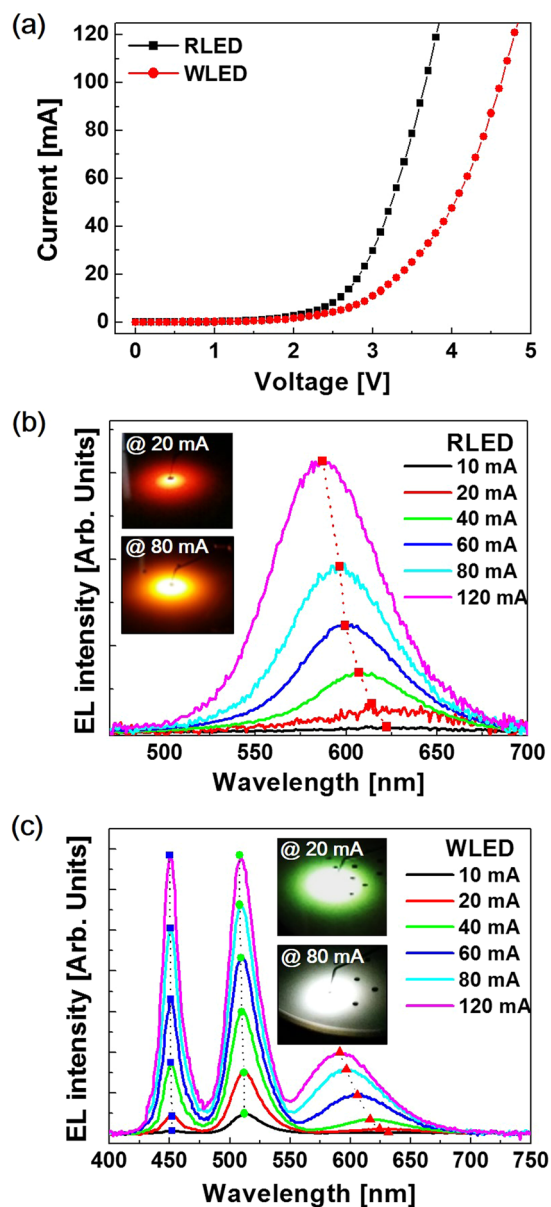 (a)
120
100
80
60
40
20
0
Current [mA]
RLED
WLED
0 1 2 3 4 5
Voltage [V]
(b)
EL intensity [Arb. Units]
@ 20 mA
@ 80 mA
RLED
10 mA
20 mA
40 mA
60 mA
80 mA
120 mA
500 550 600 650 700
Wavelength [nm]
(c)
EL intensity [Arb. Units]
@ 20 mA
@ 80 mA
WLED
10 mA
20 mA
40 mA
60 mA
80 mA
120 mA
400 450 500 550 600 650 700 750
Wavelength [nm]